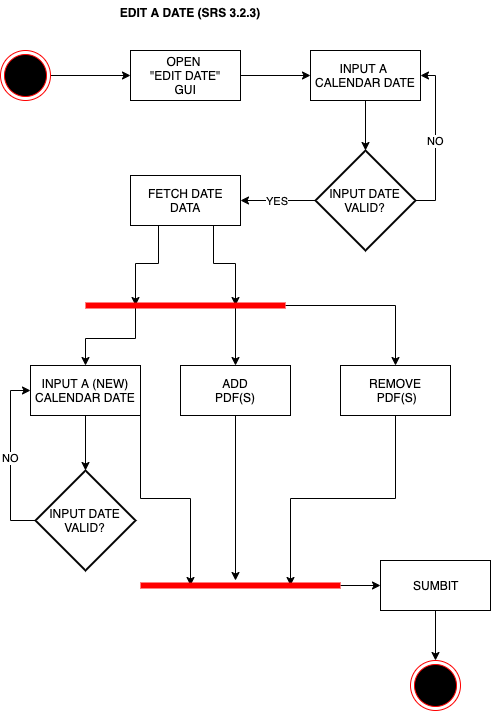 EDIT A DATE (SRS 3.2.3)
OPEN
"EDIT DATE"
GUI
INPUT A
CALENDAR DATE
NO
INPUT DATE
VALID?
YES
FETCH DATE
DATA
INPUT A (NEW)
CALENDAR DATE
ADD
PDF(S)
REMOVE
PDF(S)
NO
INPUT DATE
VALID?
SUMBIT